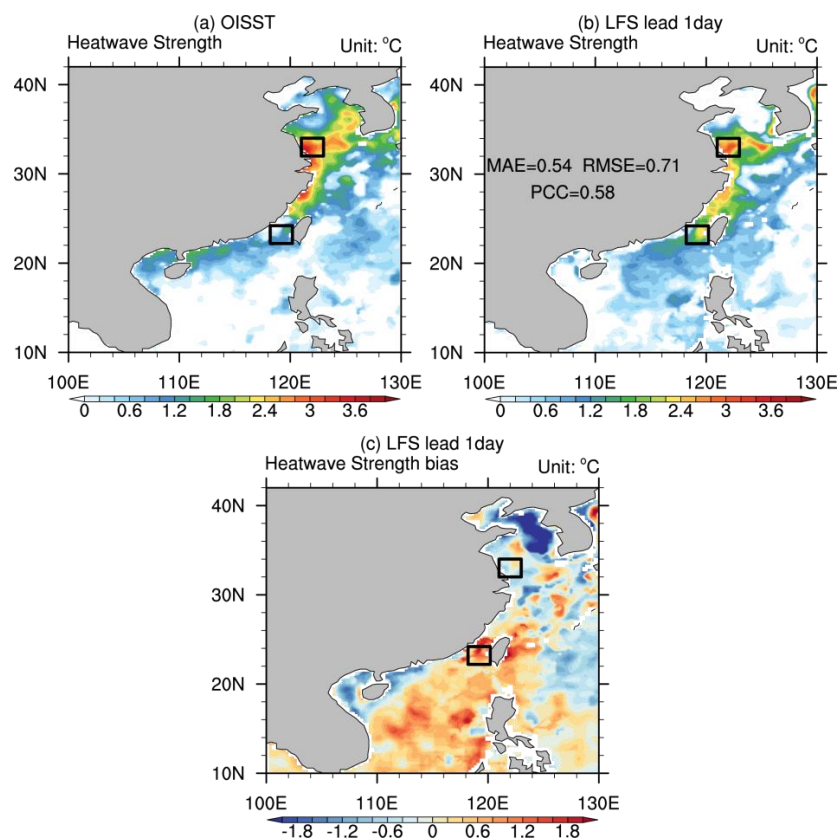 (a) OISST
Heatwave Strength Unit: °C
40N
30N
20N
10N
100E 110E 120E 130E
0 0.6 1.2 1.8 2.4 3 3.6
(b) LFS lead 1day
Heatwave Strength Unit: °C
MAE=0.54 RMSE=0.71
PCC=0.58
40N
30N
20N
10N
100E 110E 120E 130E
0 0.6 1.2 1.8 2.4 3 3.6
(c) LFS lead 1day
Heatwave Strength bias Unit: °C
40N
30N
20N
10N
100E 110E 120E 130E
-1.8 -1.2 -0.6 0 0.6 1.2 1.8